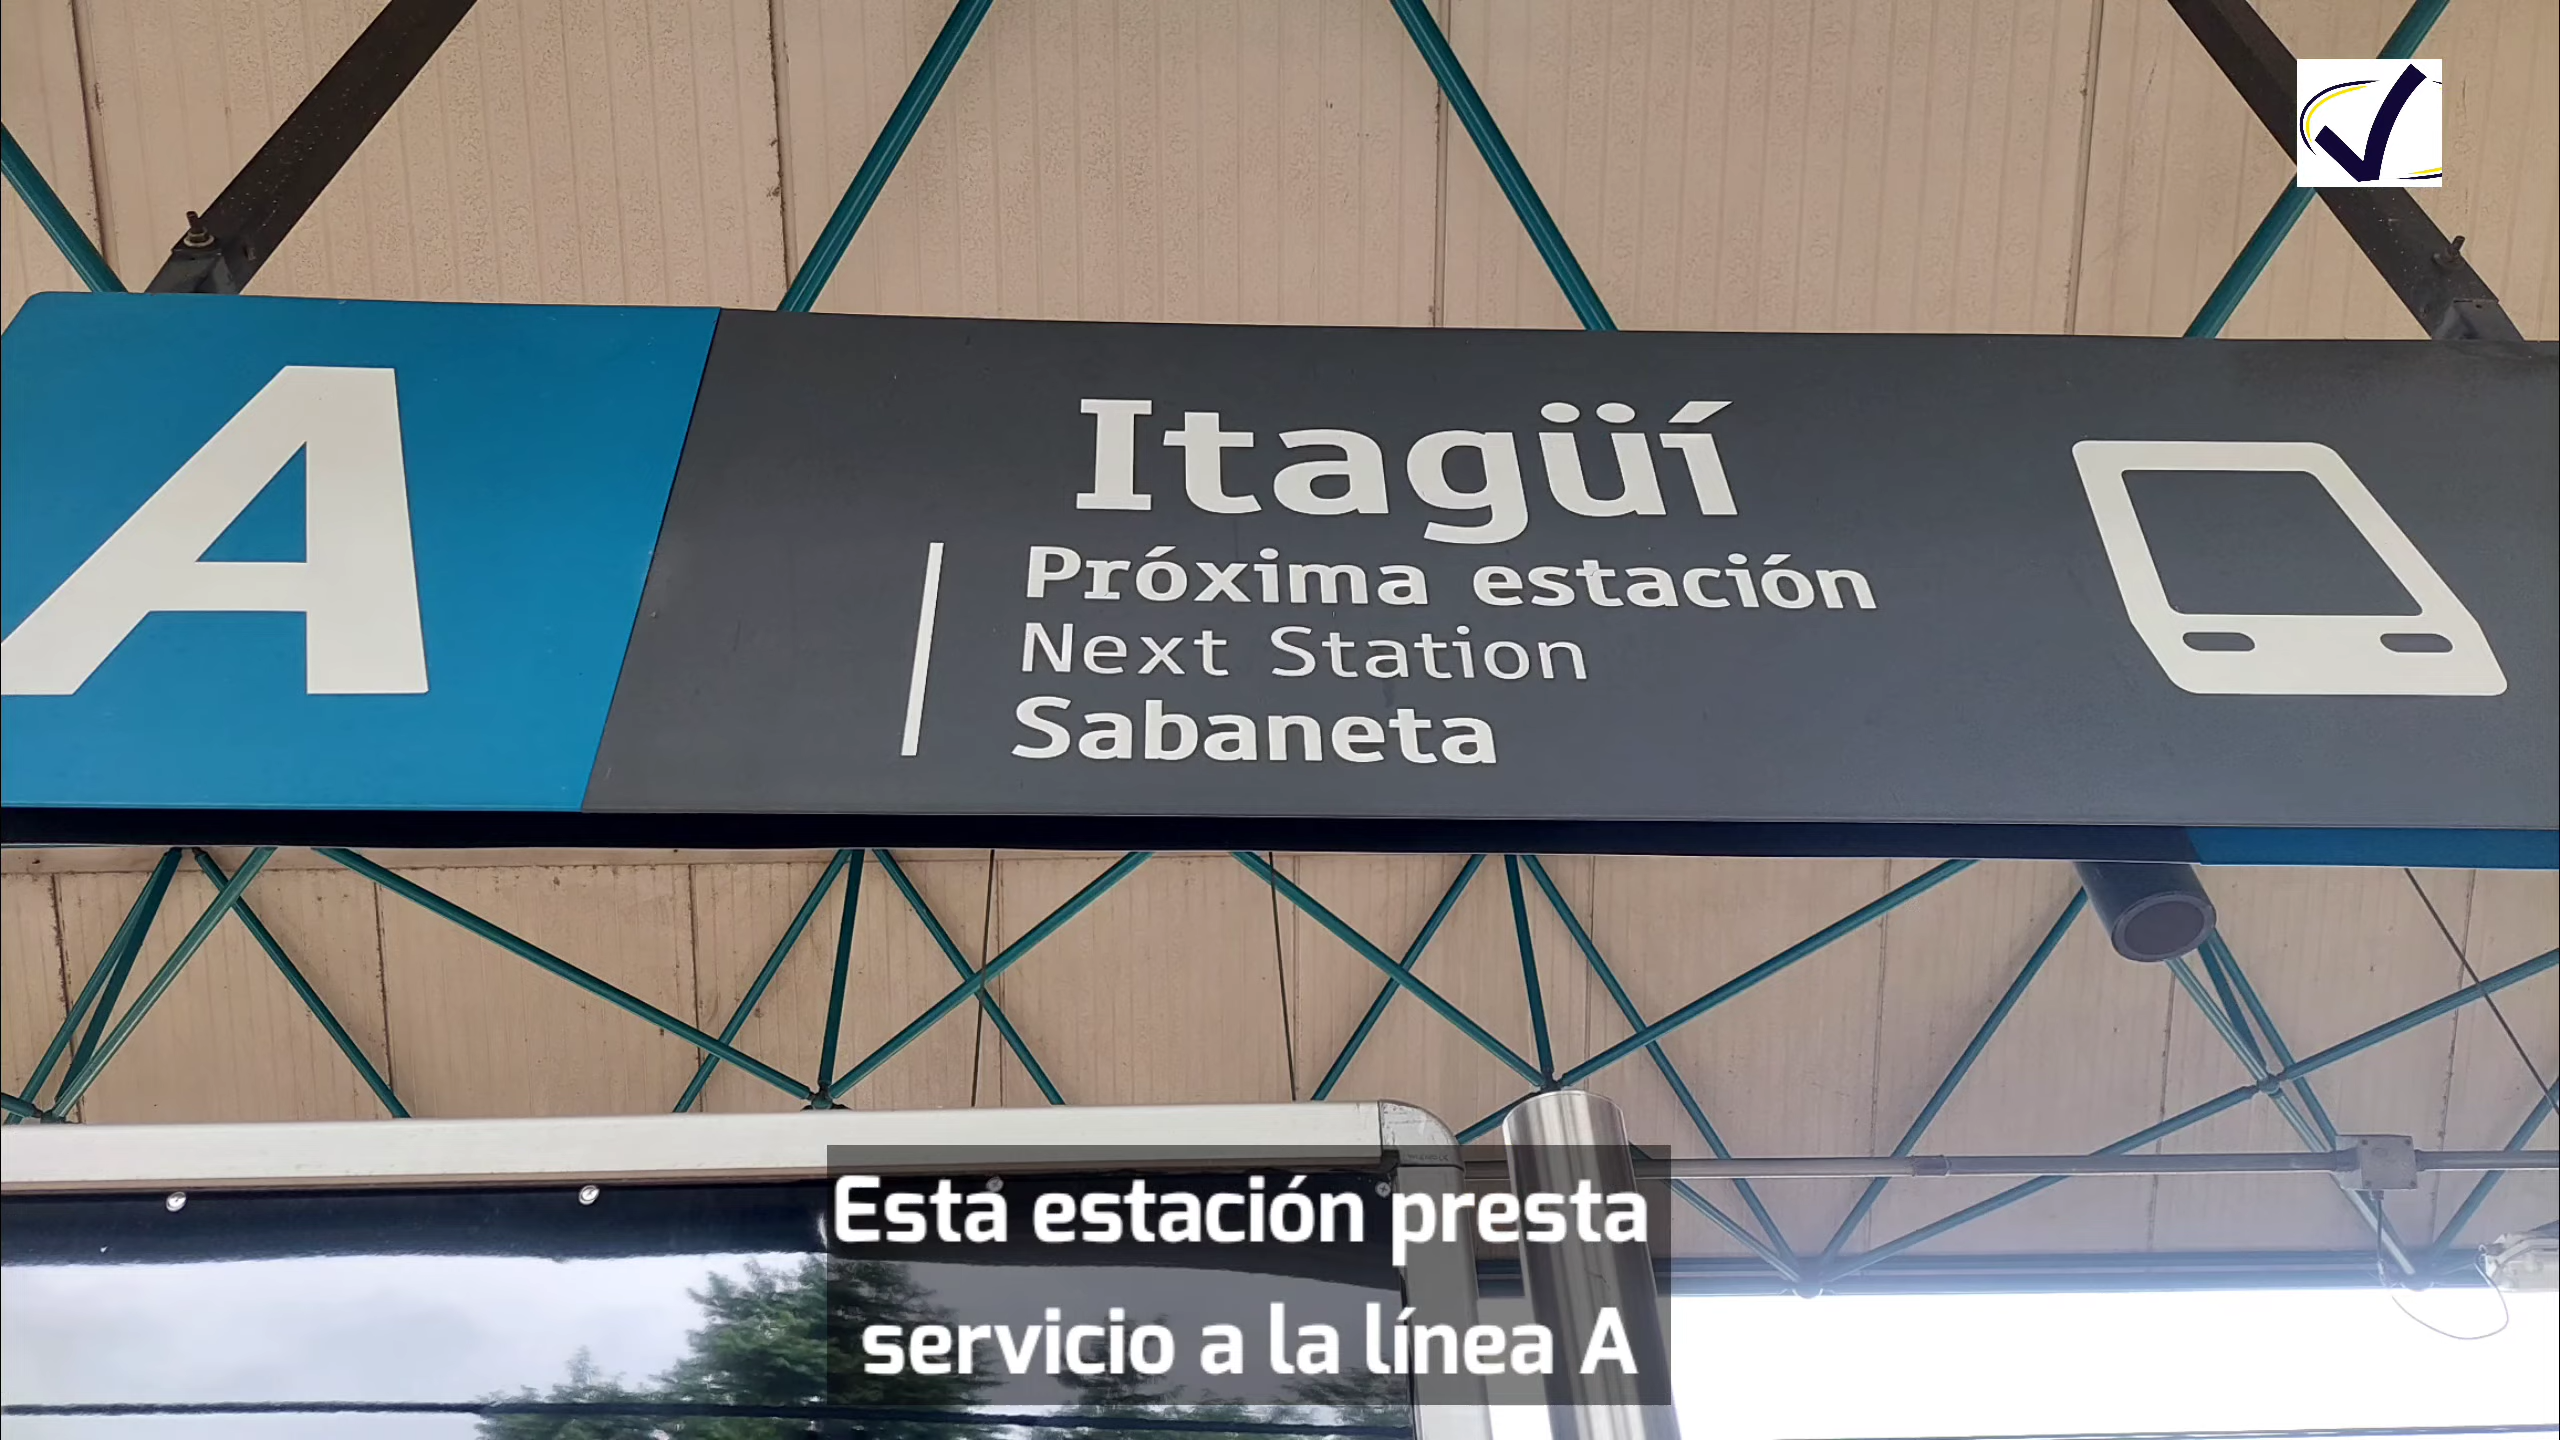 A
Itagüí
Próxima estación
Next Station
Sabaneta
Esta estación presta
servicio a la línea A